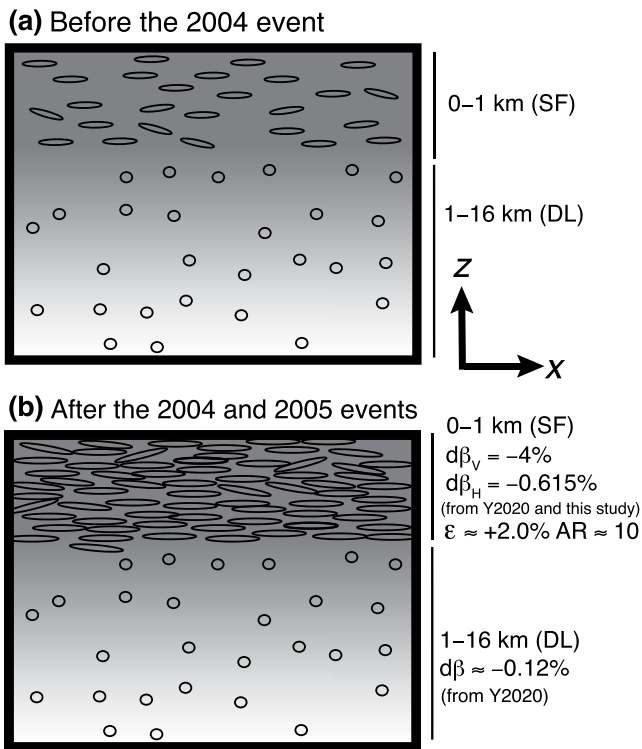 (a) Before the 2004 event
0–1 km (SF)
1–16 km (DL)
z
x
(b) After the 2004 and 2005 events
0–1 km (SF)
dβV = −4%
dβH = −0.615%
(from Y2020 and this study)
ε ≈ +2.0% AR ≈ 10
1–16 km (DL)
dβ ≈ −0.12%
(from Y2020)